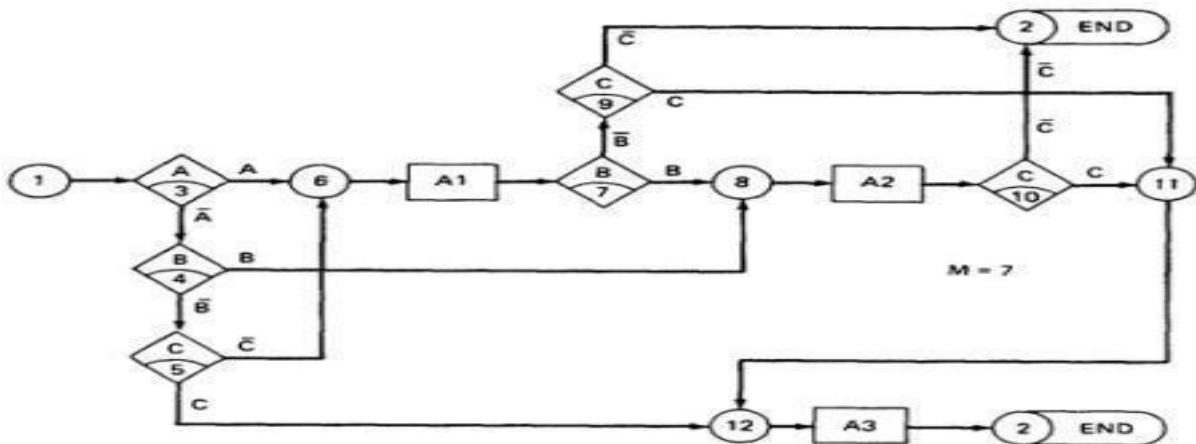 C̅ 2 END
C
9 C C̅
B̅ C̅
1 A
3 A 6 A1 B
7 B 8 A2 C
10 C 11
A̅
B
4 B M = 7
B̅
C
5 C̅
C 12 A3 2 END